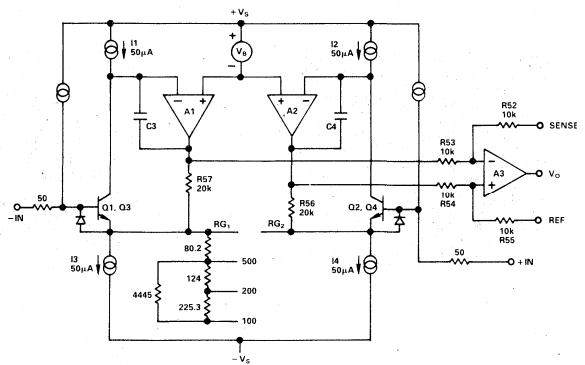 +VS
I1
50μA
+
VB
−
I2
50μA
− +
A1
+ −
A2
C3
C4
R52
10k
SENSE
R53
10k
−
A3
+
VO
10k
R54
R57
20k
R56
20k
50
−IN
Q1, Q3
Q2, Q4
10k
R55
REF
RG1
RG2
80.2
500
I3
50μA
I4
50μA
50
+IN
4445
124
200
225.3
100
−VS